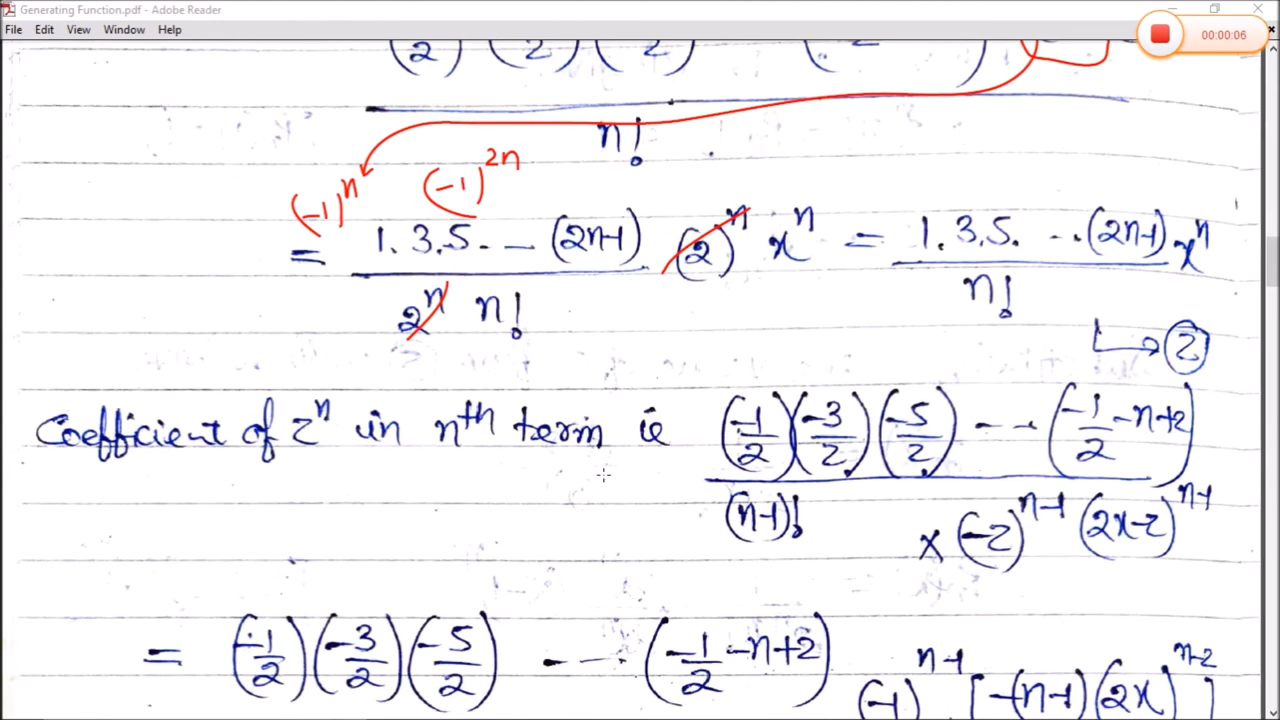 Generating Function.pdf - Adobe Reader
File Edit View Window Help
00:00:06
n!
(-1)^n (-1)^2n
= 1.3.5. -- (2n-1) / 2^n n! (2)^n x^n = 1.3.5. -.(2n-1) / n! x^n
→ (2)
Coefficient of z^n in n^th term is (-1/2)(-3/2)(-5/2) --- (-1/2 -n+2) / (n-1)!
x (-z)^n-1 (2x-z)^n-1
= (-1/2)(-3/2)(-5/2) ---- (-1/2 -n+2) (-1)^n-1 [-(n-1)(2x)^n-2]